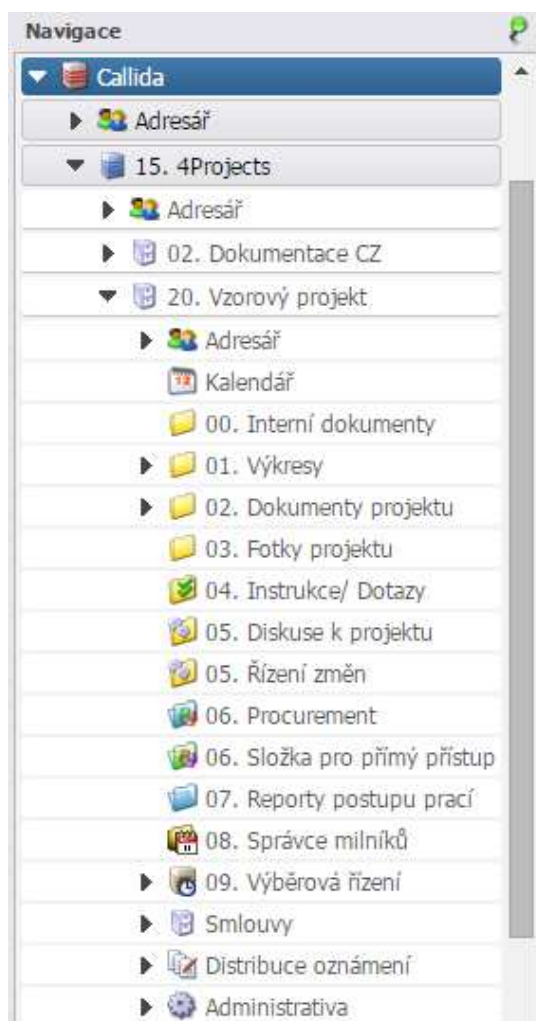 Navigace
Callida
Adresář
15. 4Projects
Adresář
02. Dokumentace CZ
20. Vzorový projekt
Adresář
Kalendář
00. Interní dokumenty
01. Výkresy
02. Dokumenty projektu
03. Fotky projektu
04. Instrukce/ Dotazy
05. Diskuse k projektu
05. Řízení změn
06. Procurement
06. Složka pro přímý přístup
07. Reporty postupu prací
08. Správce milníků
09. Výběrová řízení
Smlouvy
Distribuce oznámení
Administrativa